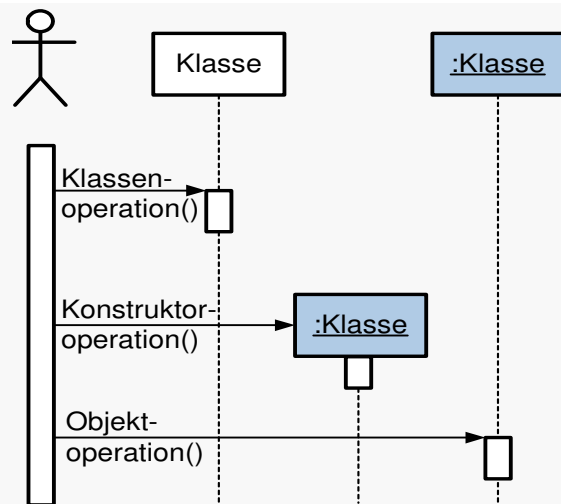 Klasse
:Klasse
Klassen-
operation()
Konstruktor-
operation()
:Klasse
Objekt-
operation()